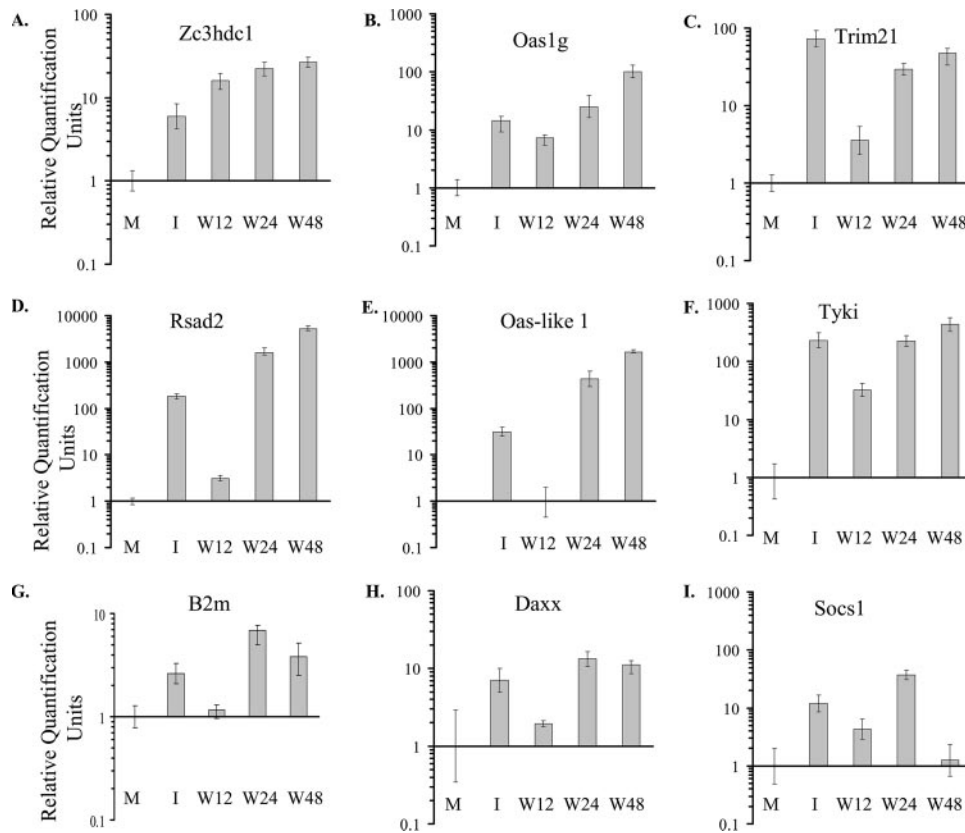 A.
Zc3hdc1
Relative Quantification
Units
100
10
1
0.1
M I W12 W24 W48
B.
Oas1g
1000
100
10
1
0.1
M I W12 W24 W48
C.
Trim21
100
10
1
0.1
M I W12 W24 W48
D.
Rsad2
Relative Quantification
Units
10000
1000
100
10
1
0.1
M I W12 W24 W48
E.
Oas-like 1
10000
1000
100
10
1
0.1
I W12 W24 W48
F.
Tyki
1000
100
10
1
0.1
M I W12 W24 W48
G.
B2m
Relative Quantification
Units
10
1
0.1
M I W12 W24 W48
H.
Daxx
100
10
1
0.1
M I W12 W24 W48
I.
Socs1
1000
100
10
1
0.1
M I W12 W24 W48